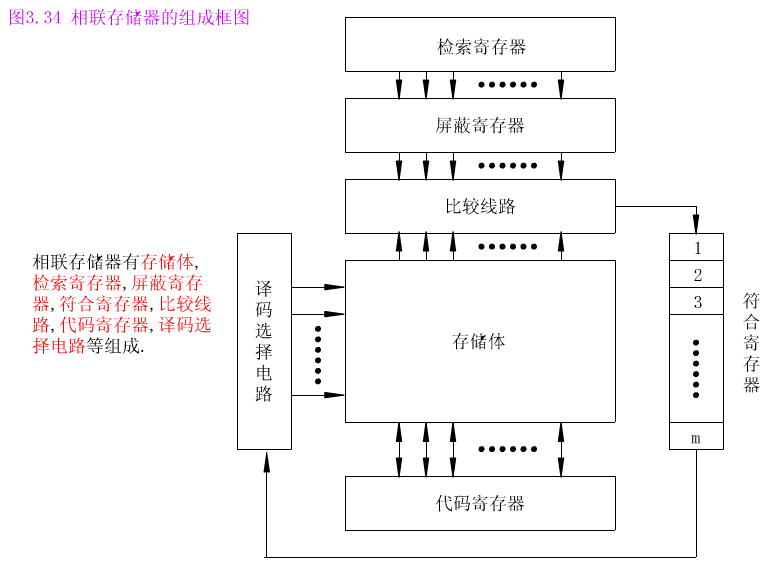 图3.34 相联存储器的组成框图
检索寄存器
屏蔽寄存器
比较线路
相联存储器有存储体,
检索寄存器,屏蔽寄存
器,符合寄存器,比较线
路,代码寄存器,译码选
择电路等组成.
译码选择电路
存储体
1
2
3
m
符合寄存器
代码寄存器